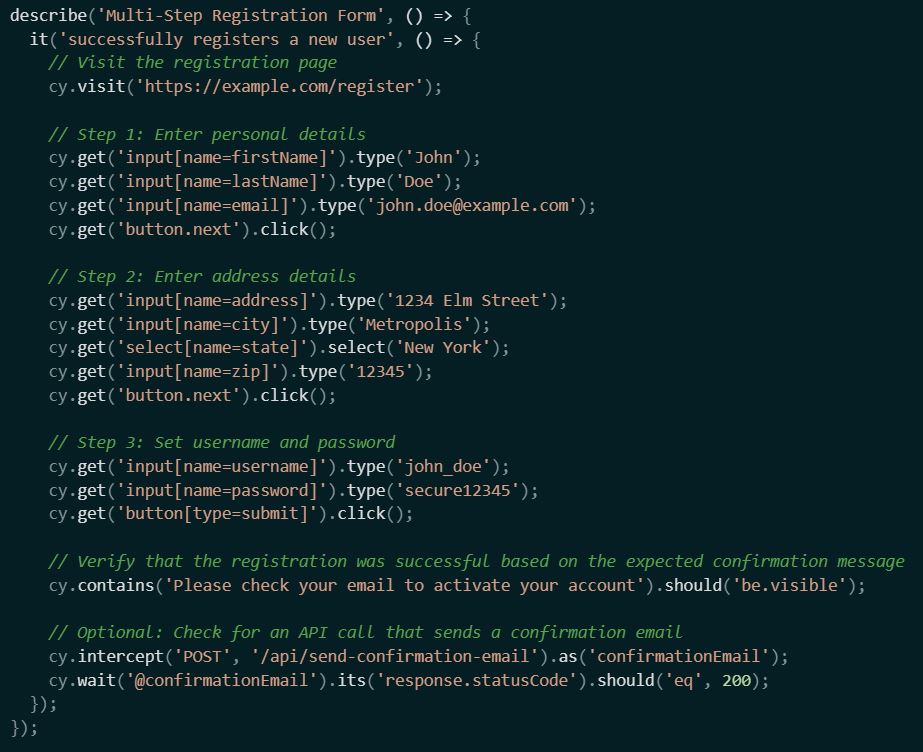 describe('Multi-Step Registration Form', () => {
  it('successfully registers a new user', () => {
    // Visit the registration page
    cy.visit('https://example.com/register');

    // Step 1: Enter personal details
    cy.get('input[name=firstName]').type('John');
    cy.get('input[name=lastName]').type('Doe');
    cy.get('input[name=email]').type('john.doe@example.com');
    cy.get('button.next').click();

    // Step 2: Enter address details
    cy.get('input[name=address]').type('1234 Elm Street');
    cy.get('input[name=city]').type('Metropolis');
    cy.get('select[name=state]').select('New York');
    cy.get('input[name=zip]').type('12345');
    cy.get('button.next').click();

    // Step 3: Set username and password
    cy.get('input[name=username]').type('john_doe');
    cy.get('input[name=password]').type('secure12345');
    cy.get('button[type=submit]').click();

    // Verify that the registration was successful based on the expected confirmation message
    cy.contains('Please check your email to activate your account').should('be.visible');

    // Optional: Check for an API call that sends a confirmation email
    cy.intercept('POST', '/api/send-confirmation-email').as('confirmationEmail');
    cy.wait('@confirmationEmail').its('response.statusCode').should('eq', 200);
  });
});